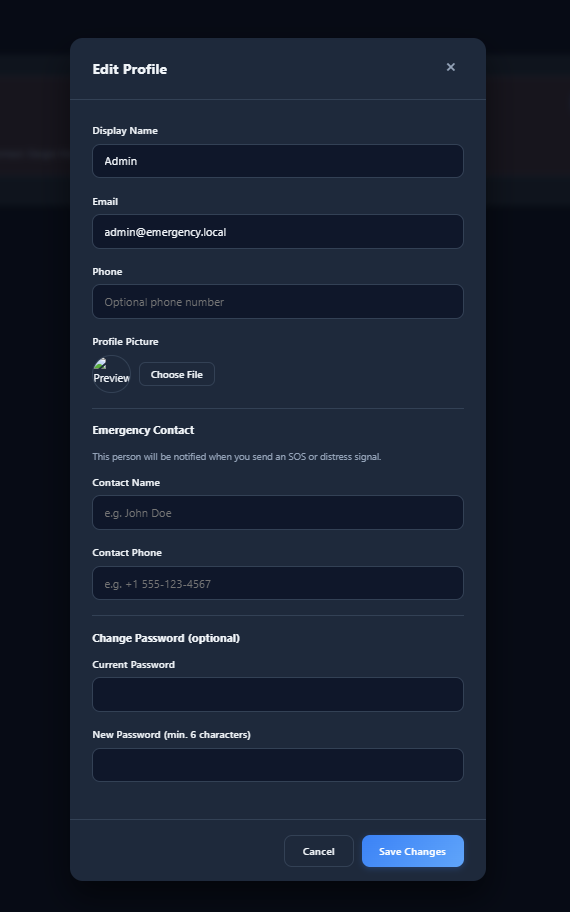 Edit Profile
×
Display Name
Admin
Email
admin@emergency.local
Phone
Optional phone number
Profile Picture
Preview
Choose File
Emergency Contact
This person will be notified when you send an SOS or distress signal.
Contact Name
e.g. John Doe
Contact Phone
e.g. +1 555-123-4567
Change Password (optional)
Current Password
New Password (min. 6 characters)
Cancel
Save Changes